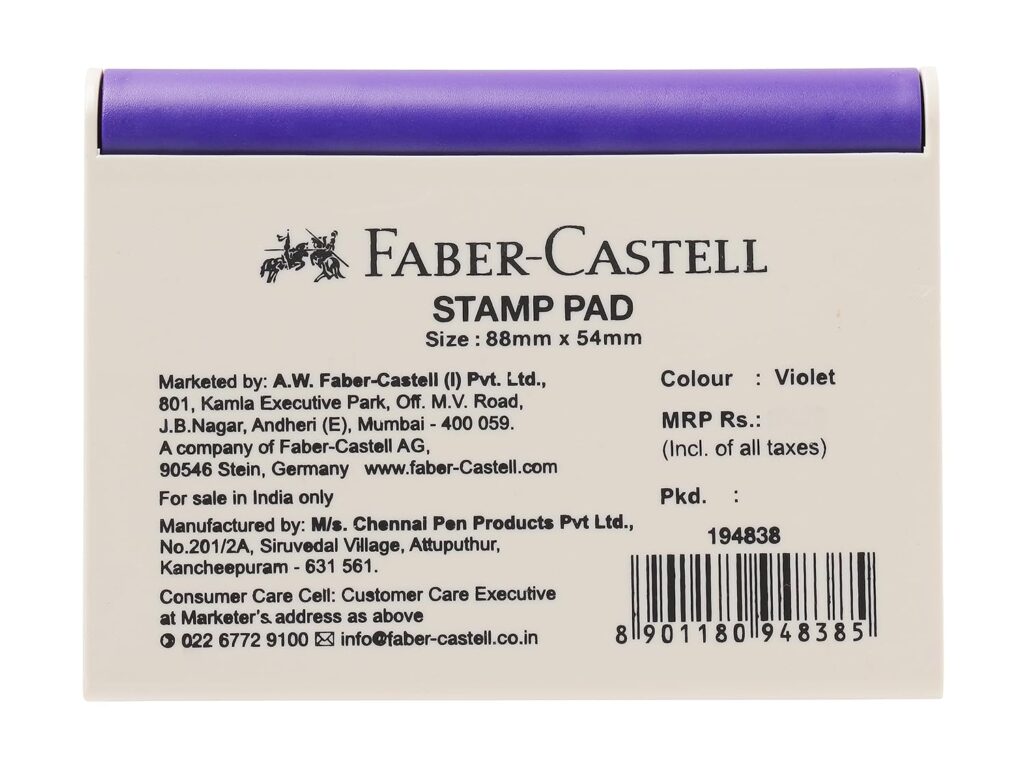 FABER-CASTELL
STAMP PAD
Size : 88mm x 54mm
Marketed by: A.W. Faber-Castell (I) Pvt. Ltd.,
801, Kamla Executive Park, Off. M.V. Road,
J.B.Nagar, Andheri (E), Mumbai - 400 059.
A company of Faber-Castell AG,
90546 Stein, Germany www.faber-Castell.com
For sale in India only
Manufactured by: M/s. Chennai Pen Products Pvt Ltd.,
No.201/2A, Siruvedal Village, Attuputhur,
Kancheepuram - 631 561.
Consumer Care Cell: Customer Care Executive
at Marketer's address as above
022 6772 9100 info@faber-castell.co.in
Colour : Violet
MRP Rs.:
(Incl. of all taxes)
Pkd. :
194838
8 901180 948385